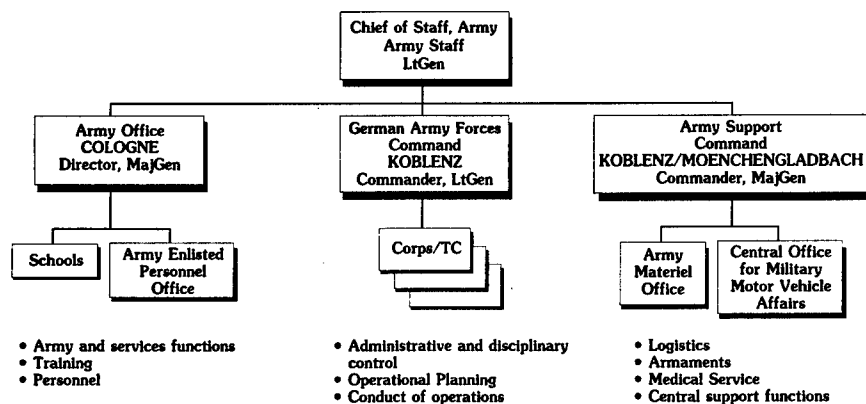 Chief of Staff, Army
Army Staff
LtGen
Army Office
COLOGNE
Director, MajGen
German Army Forces
Command
KOBLENZ
Commander, LtGen
Army Support
Command
KOBLENZ/MOENCHENGLADBACH
Commander, MajGen
Schools
Army Enlisted
Personnel
Office
Corps/TC
Army
Materiel
Office
Central Office
for Military
Motor Vehicle
Affairs
• Army and services functions
• Training
• Personnel
• Administrative and disciplinary
control
• Operational Planning
• Conduct of operations
• Logistics
• Armaments
• Medical Service
• Central support functions